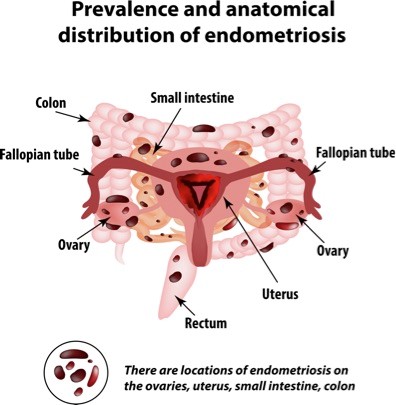 Prevalence and anatomical
distribution of endometriosis
Small intestine
Colon
Fallopian tube
Fallopian tube
Ovary
Ovary
Uterus
Rectum
There are locations of endometriosis on
the ovaries, uterus, small intestine, colon